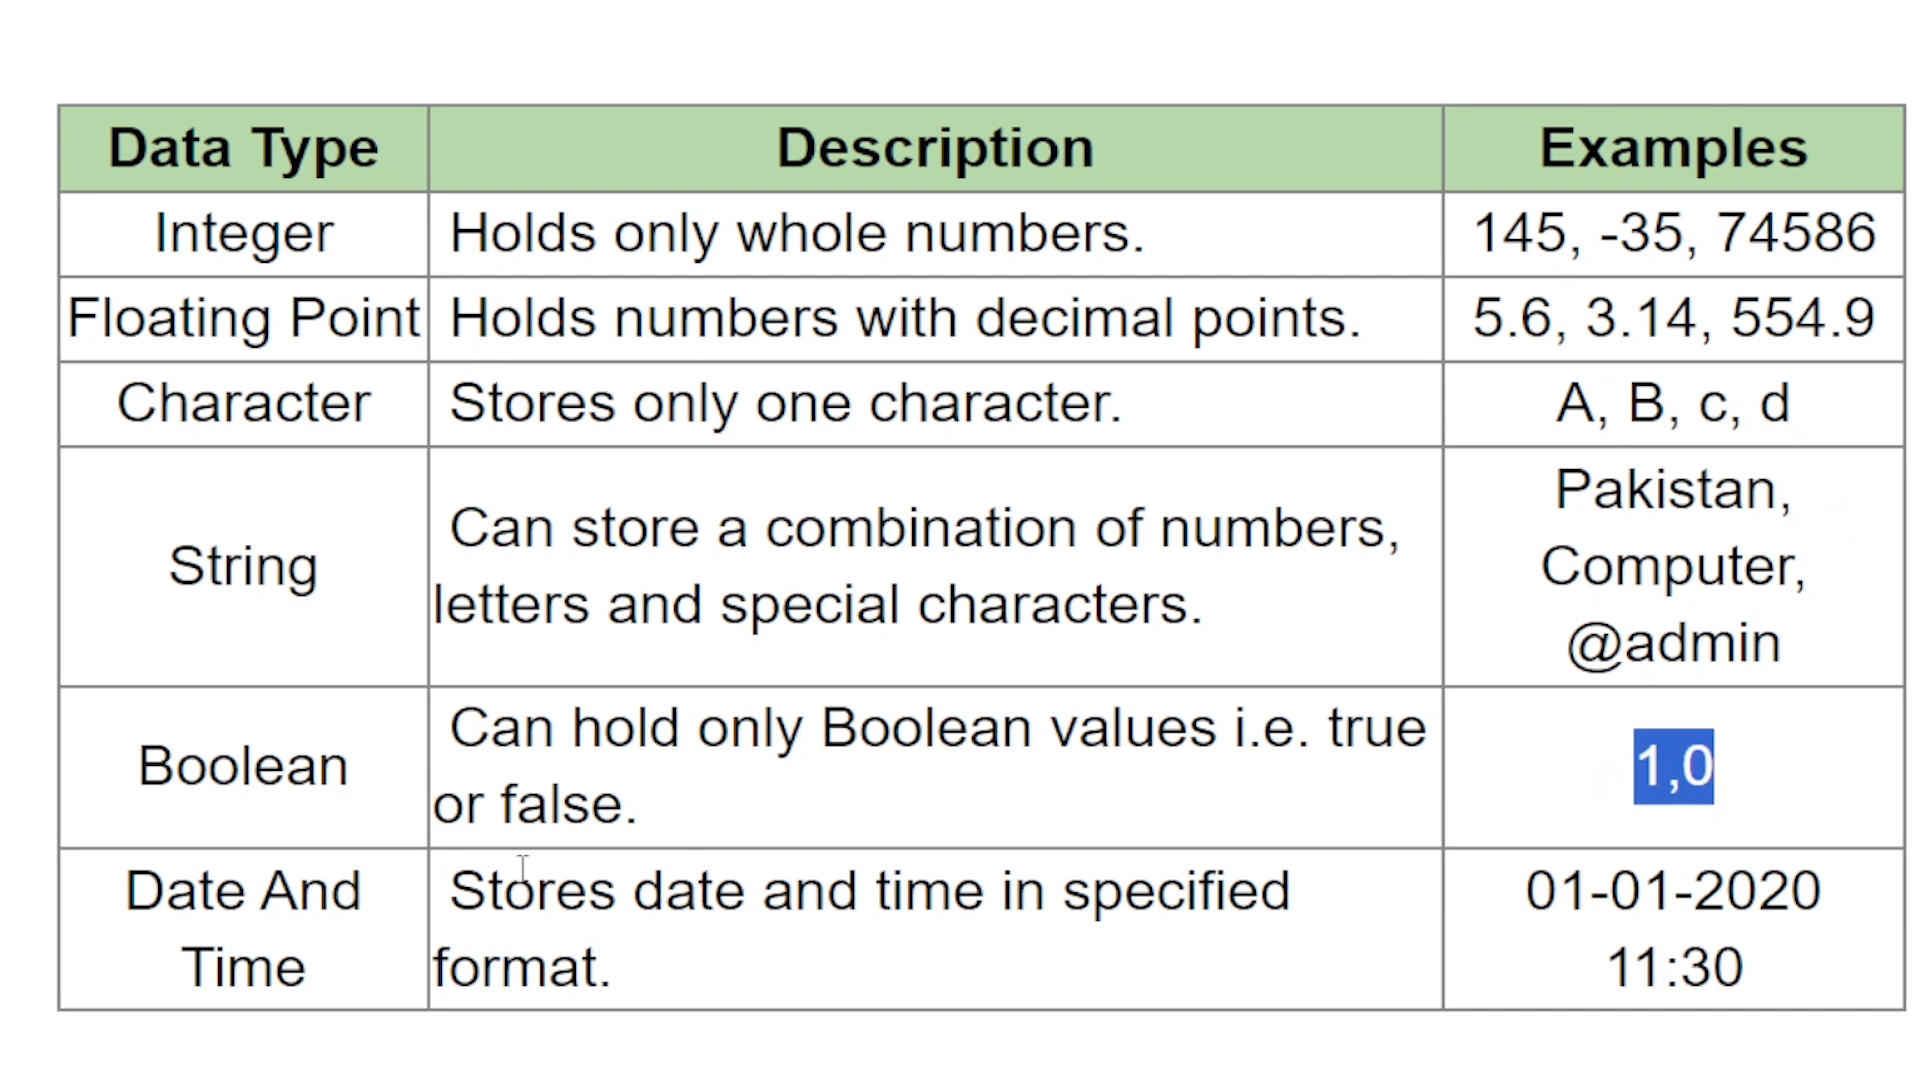 Data Type Description Examples
Integer Holds only whole numbers. 145, -35, 74586
Floating Point Holds numbers with decimal points. 5.6, 3.14, 554.9
Character Stores only one character. A, B, c, d
String
Can store a combination of numbers,
letters and special characters.
Pakistan,
Computer,
@admin
Boolean
Can hold only Boolean values i.e. true
or false.
1,0
Date And
Time
Stores date and time in specified
format.
01-01-2020
11:30